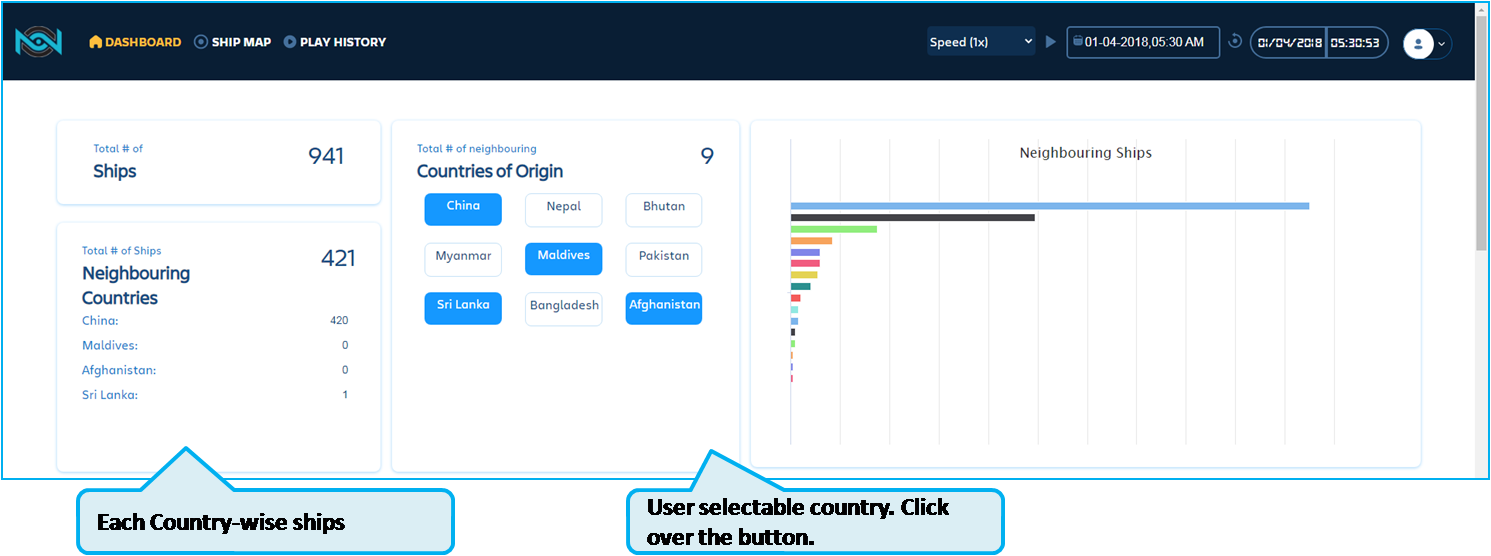 DASHBOARD SHIP MAP PLAY HISTORY Speed (1x) 01-04-2018,05:30 AM 01/04/2018 05:30:53
Total # of
Ships
941
Total # of Ships
Neighbouring
Countries
421
China: 420
Maldives: 0
Afghanistan: 0
Sri Lanka: 1
Total # of neighbouring
Countries of Origin
9
China Nepal Bhutan
Myanmar Maldives Pakistan
Sri Lanka Bangladesh Afghanistan
Neighbouring Ships
Each Country-wise ships
User selectable country. Click
over the button.